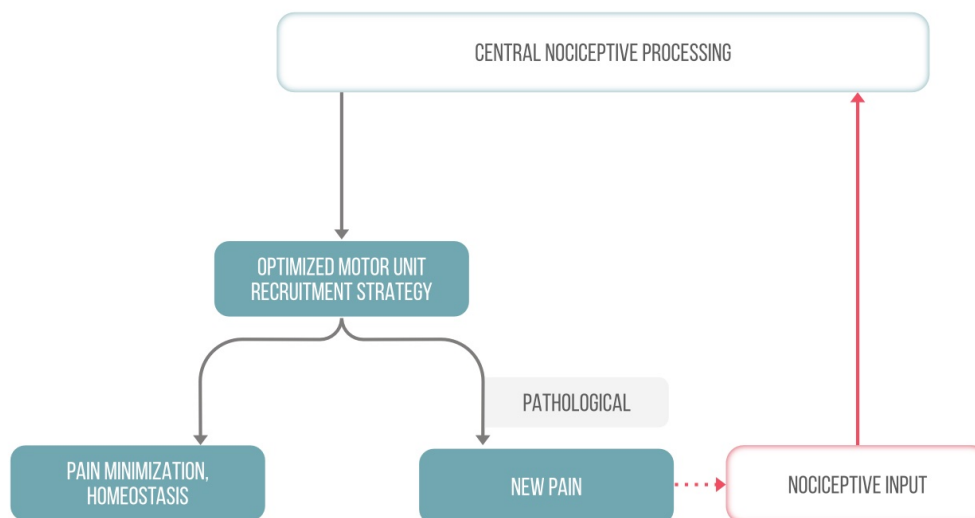 CENTRAL NOCICEPTIVE PROCESSING
OPTIMIZED MOTOR UNIT
RECRUITMENT STRATEGY
PATHOLOGICAL
PAIN MINIMIZATION,
HOMEOSTASIS
NEW PAIN
NOCICEPTIVE INPUT